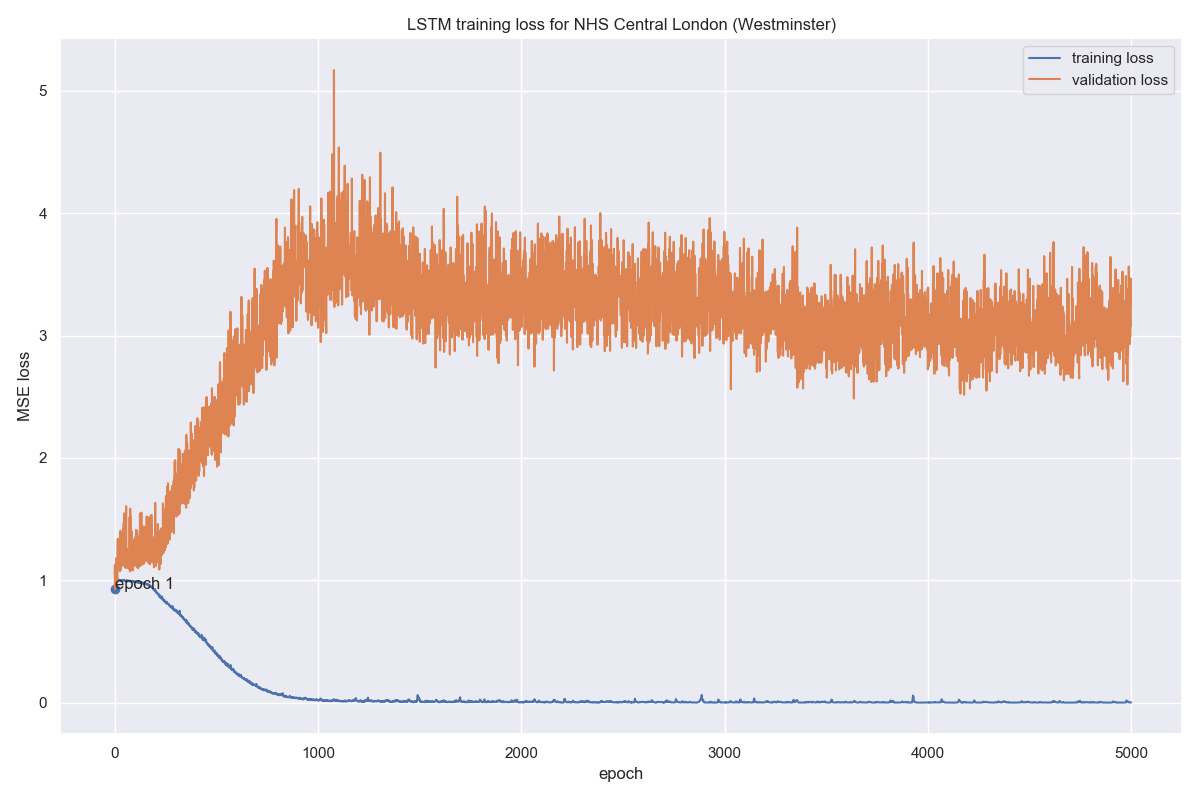 LSTM training loss for NHS Central London (Westminster)
training loss
validation loss
5
4
3
2
1
0
MSE loss
epoch 1
0
1000
2000
3000
4000
5000
epoch